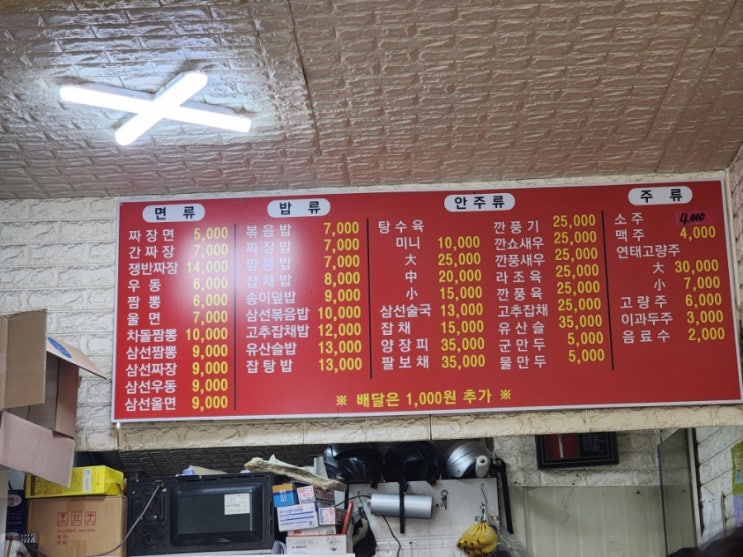 면 류
짜 장 면 5,000
간 짜 장 7,000
쟁반짜장 14,000
우 동 6,000
짬 뽕 6,000
울 면 7,000
차돌짬뽕 10,000
삼선짬뽕 9,000
삼선짜장 9,000
삼선우동 9,000
삼선울면 9,000
밥 류
볶 음 밥 7,000
짜 장 밥 7,000
짬 뽕 밥 7,000
잡 채 밥 8,000
송이덮밥 9,000
삼선볶음밥 10,000
고추잡채밥 12,000
유산슬밥 13,000
잡 탕 밥 13,000
안 주 류
탕 수 육
미니 10,000
大 25,000
中 20,000
小 15,000
삼선술국 13,000
잡 채 15,000
양 장 피 35,000
팔 보 채 35,000
깐 풍 기 25,000
깐쇼새우 25,000
깐풍새우 25,000
라 조 육 25,000
깐 풍 육 25,000
고추잡채 25,000
유 산 슬 35,000
군 만 두 5,000
물 만 두 5,000
주 류
소 주 4,000
맥 주 4,000
연태고량주
大 30,000
小 7,000
고 량 주 6,000
이과두주 3,000
음 료 수 2,000
※ 배달은 1,000원 추가 ※